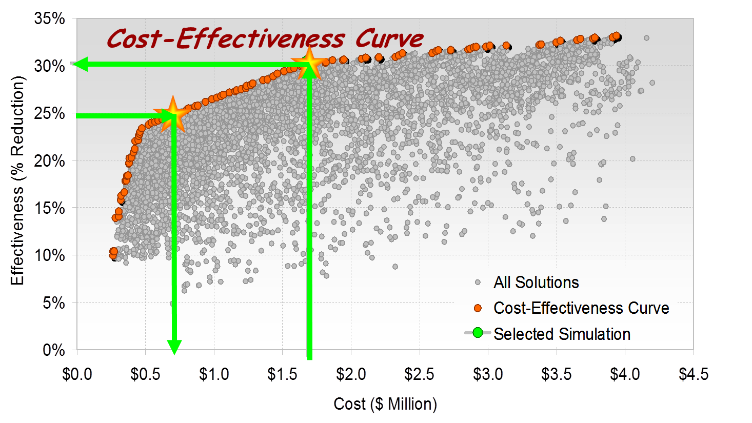 Cost-Effectiveness Curve
35%
30%
25%
20%
15%
10%
5%
0%
Effectiveness (% Reduction)
All Solutions
Cost-Effectiveness Curve
Selected Simulation
$0.0 $0.5 $1.0 $1.5 $2.0 $2.5 $3.0 $3.5 $4.0 $4.5
Cost ($ Million)